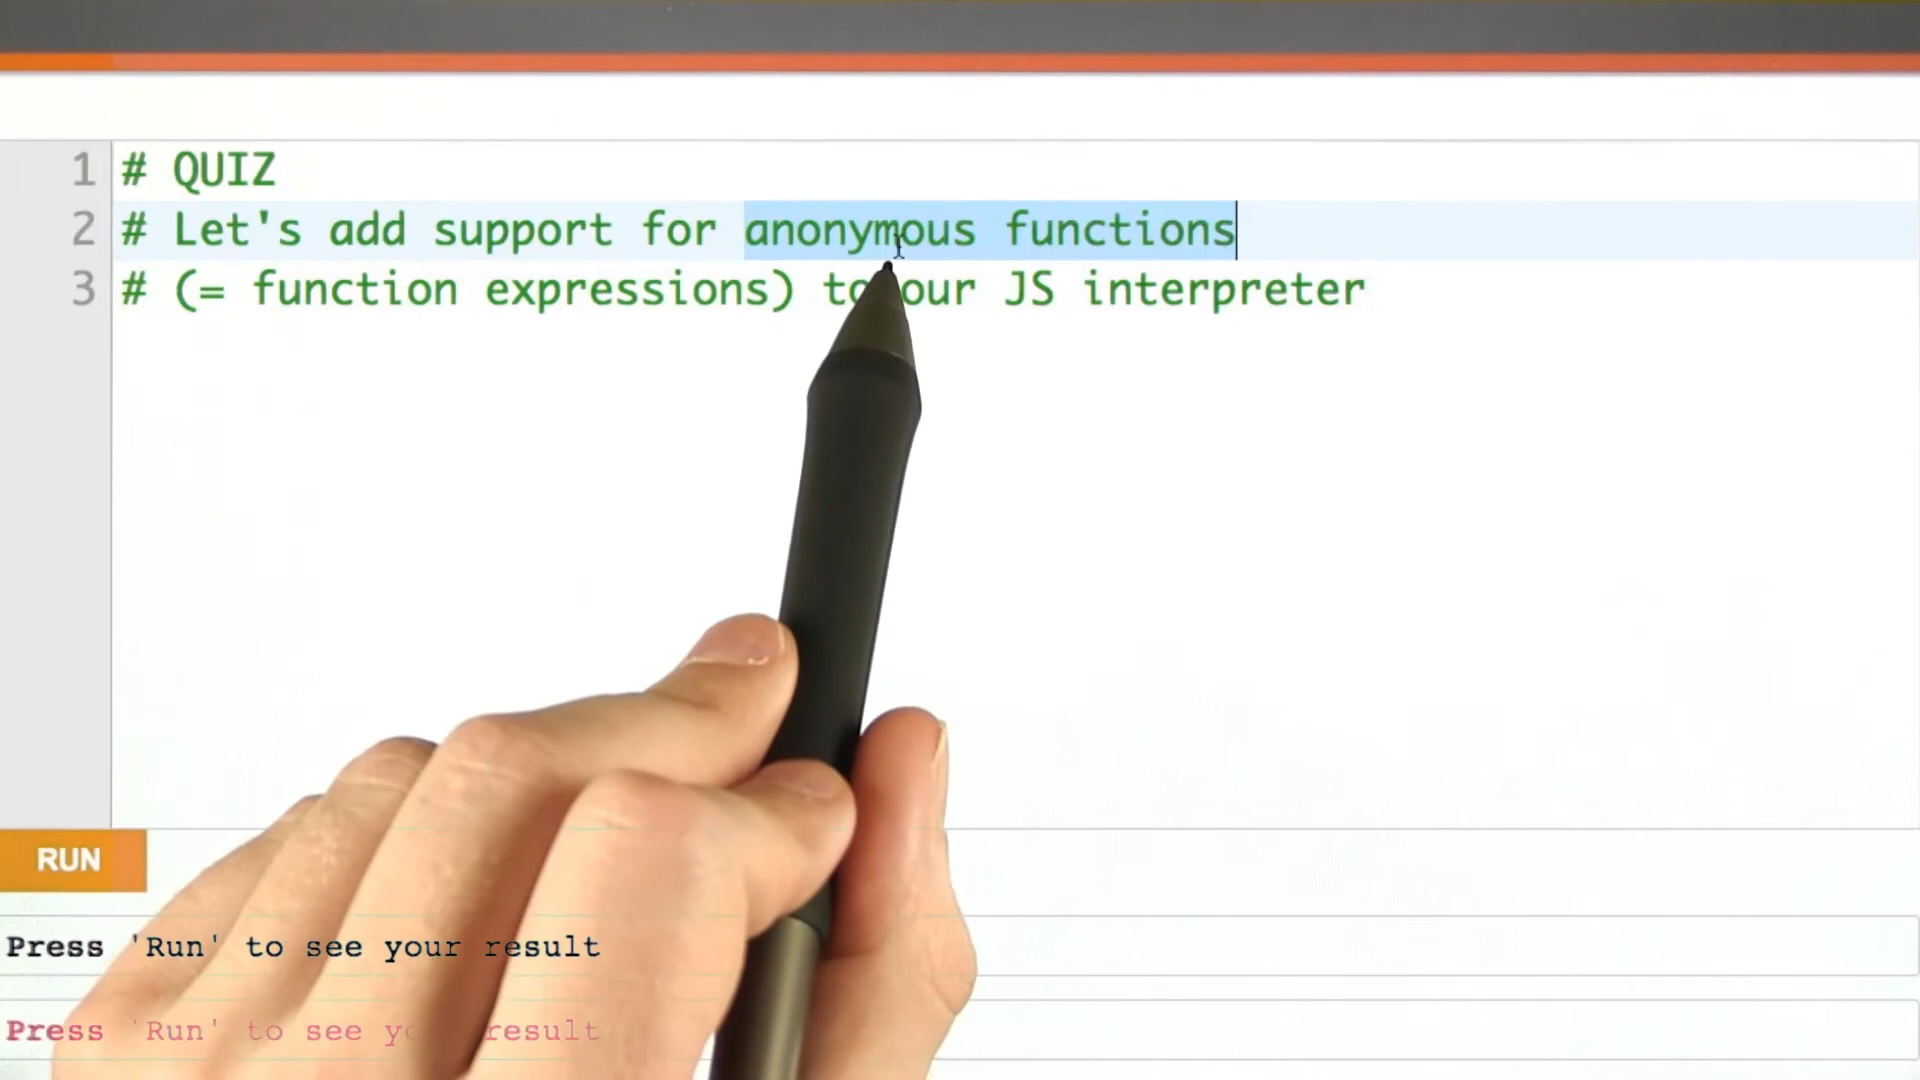 1 # QUIZ
2 # Let's add support for anonymous functions
3 # (= function expressions) to our JS interpreter
RUN
Press 'Run' to see your result
Press 'Run' to see result